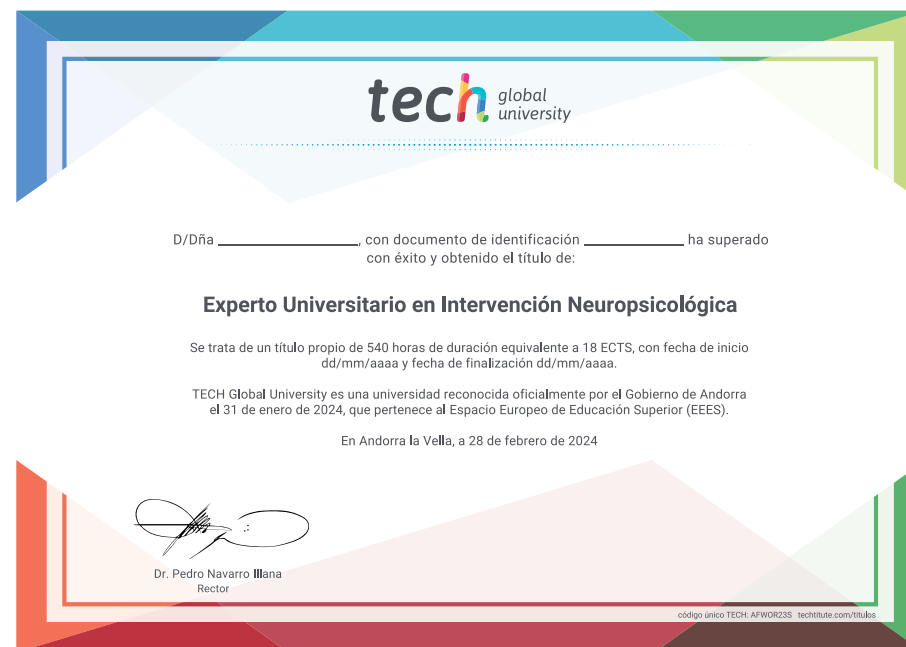 tech global university
D/Dña ____________, con documento de identificación ____________ ha superado
con éxito y obtenido el título de:
Experto Universitario en Intervención Neuropsicológica
Se trata de un título propio de 540 horas de duración equivalente a 18 ECTS, con fecha de inicio
dd/mm/aaaa y fecha de finalización dd/mm/aaaa.
TECH Global University es una universidad reconocida oficialmente por el Gobierno de Andorra
el 31 de enero de 2024, que pertenece al Espacio Europeo de Educación Superior (EEES).
En Andorra la Vella, a 28 de febrero de 2024
Dr. Pedro Navarro Illana
Rector
código único TECH: AFWOR23S techtitute.com/titulos